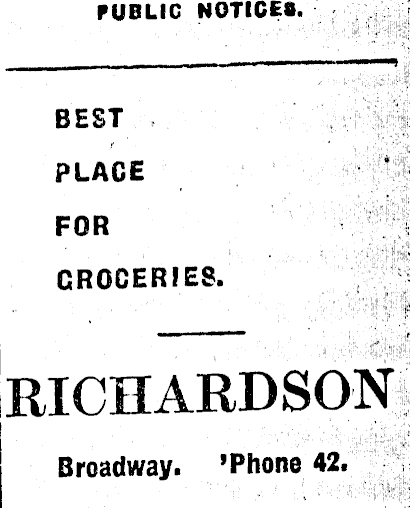 PUBLIC NOTICES.
BEST
PLACE
FOR
GROCERIES.
RICHARDSON
Broadway. 'Phone 42.